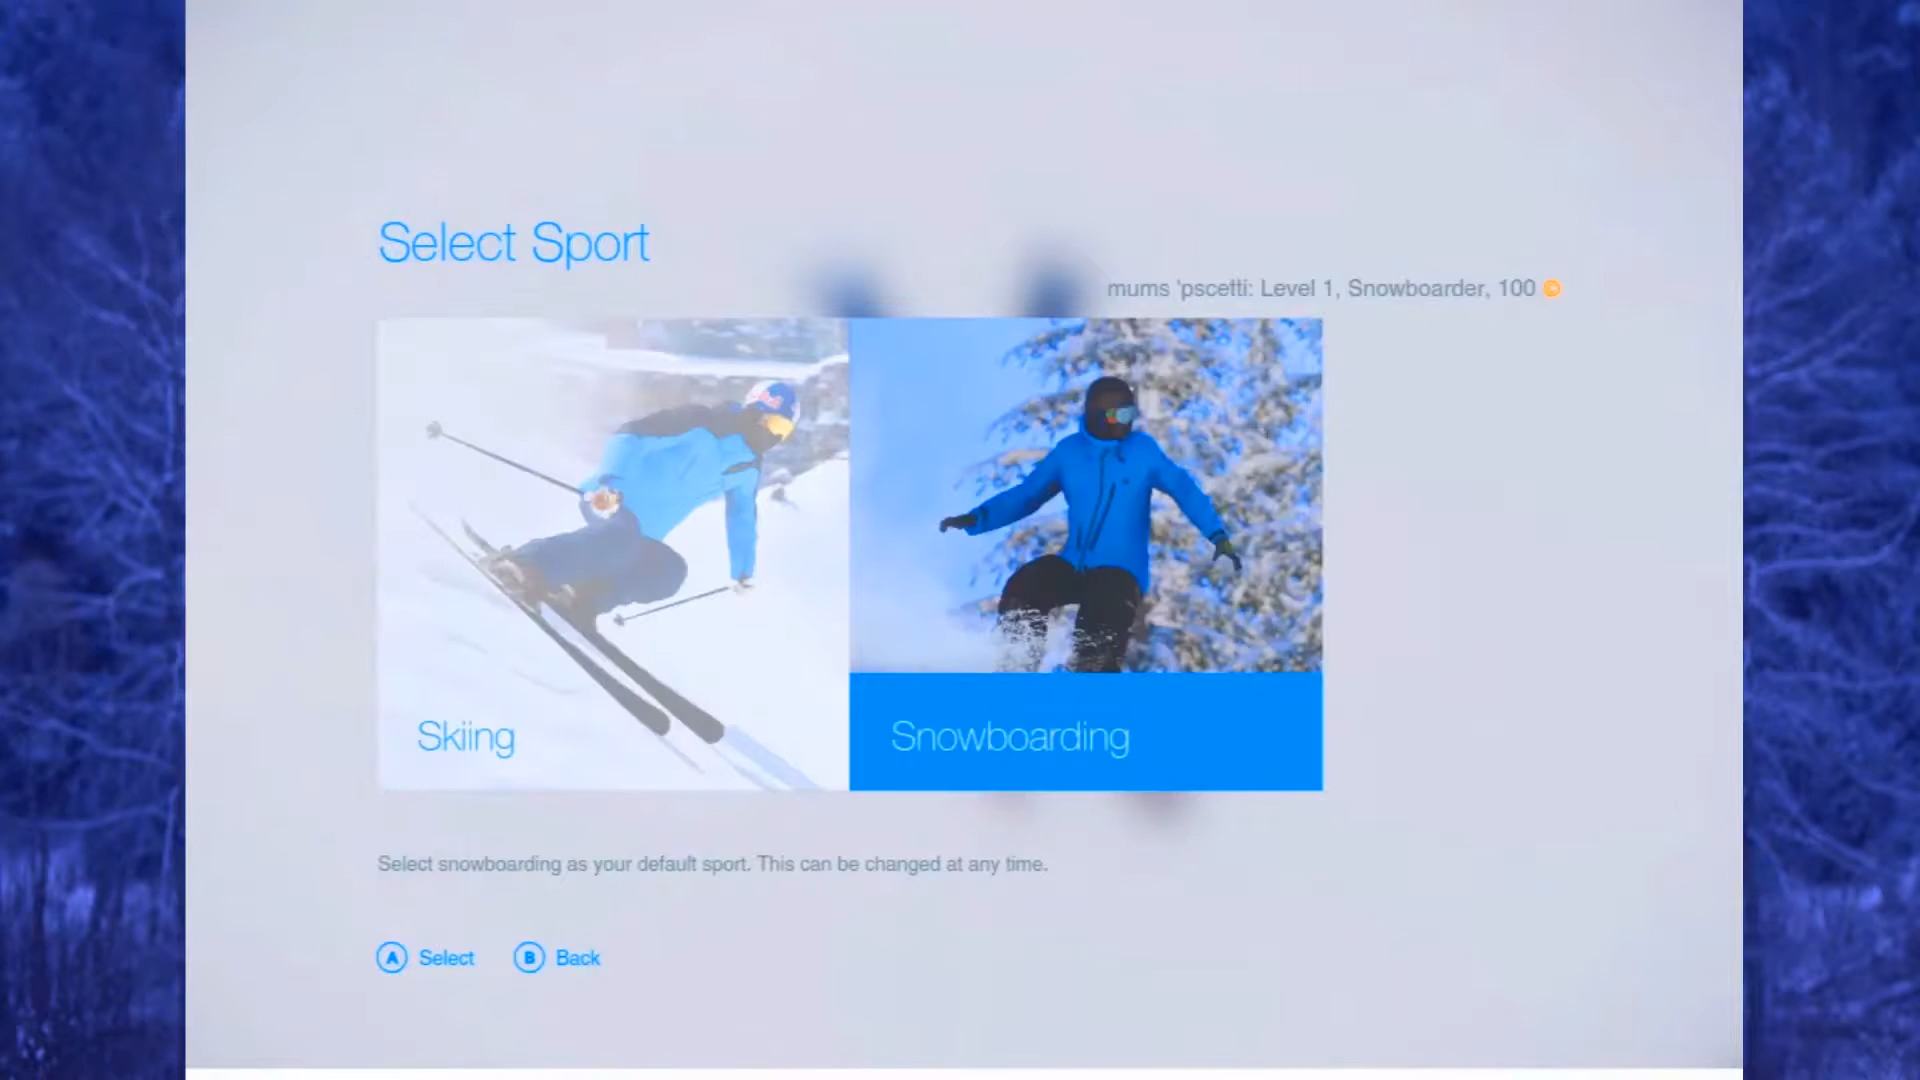 Select Sport
mums 'pscetti: Level 1, Snowboarder, 100
Skiing
Snowboarding
Select snowboarding as your default sport. This can be changed at any time.
A Select B Back